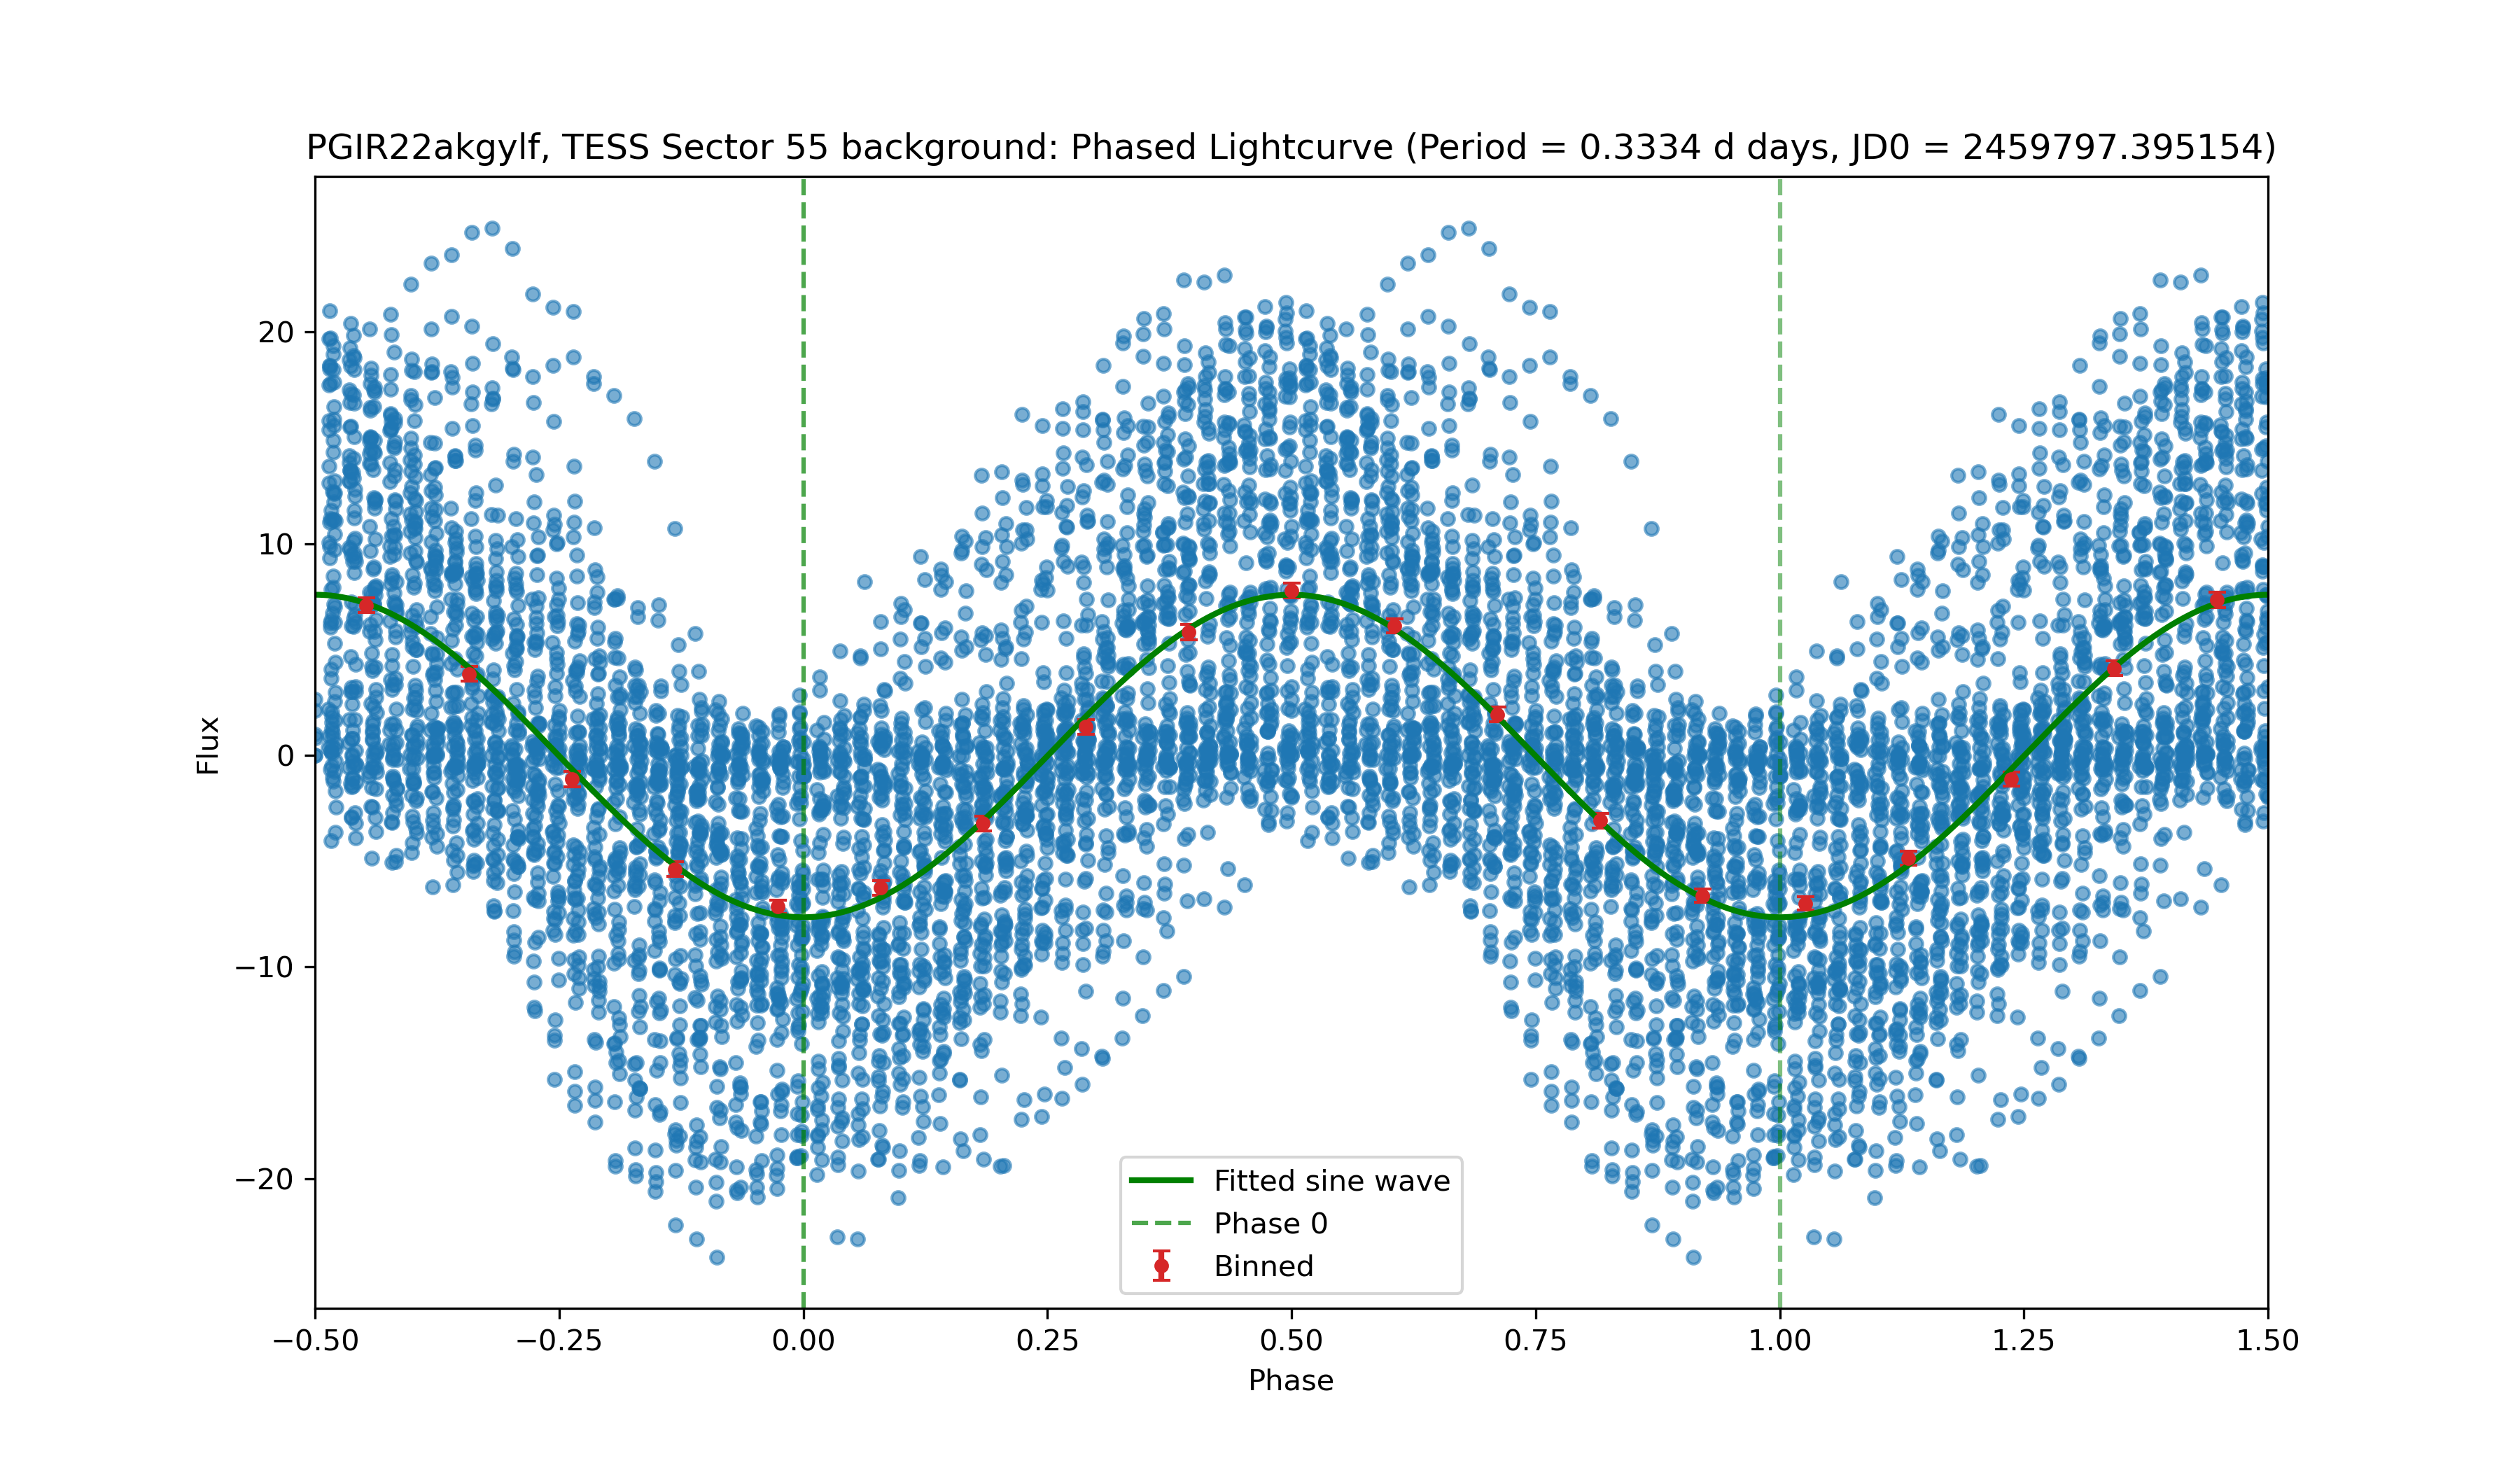 PGIR22akgylf, TESS Sector 55 background: Phased Lightcurve (Period = 0.3334 d days, JD0 = 2459797.395154)
Flux
20
10
0
−10
−20
Fitted sine wave
Phase 0
Binned
−0.50 −0.25 0.00 0.25 0.50 0.75 1.00 1.25 1.50
Phase